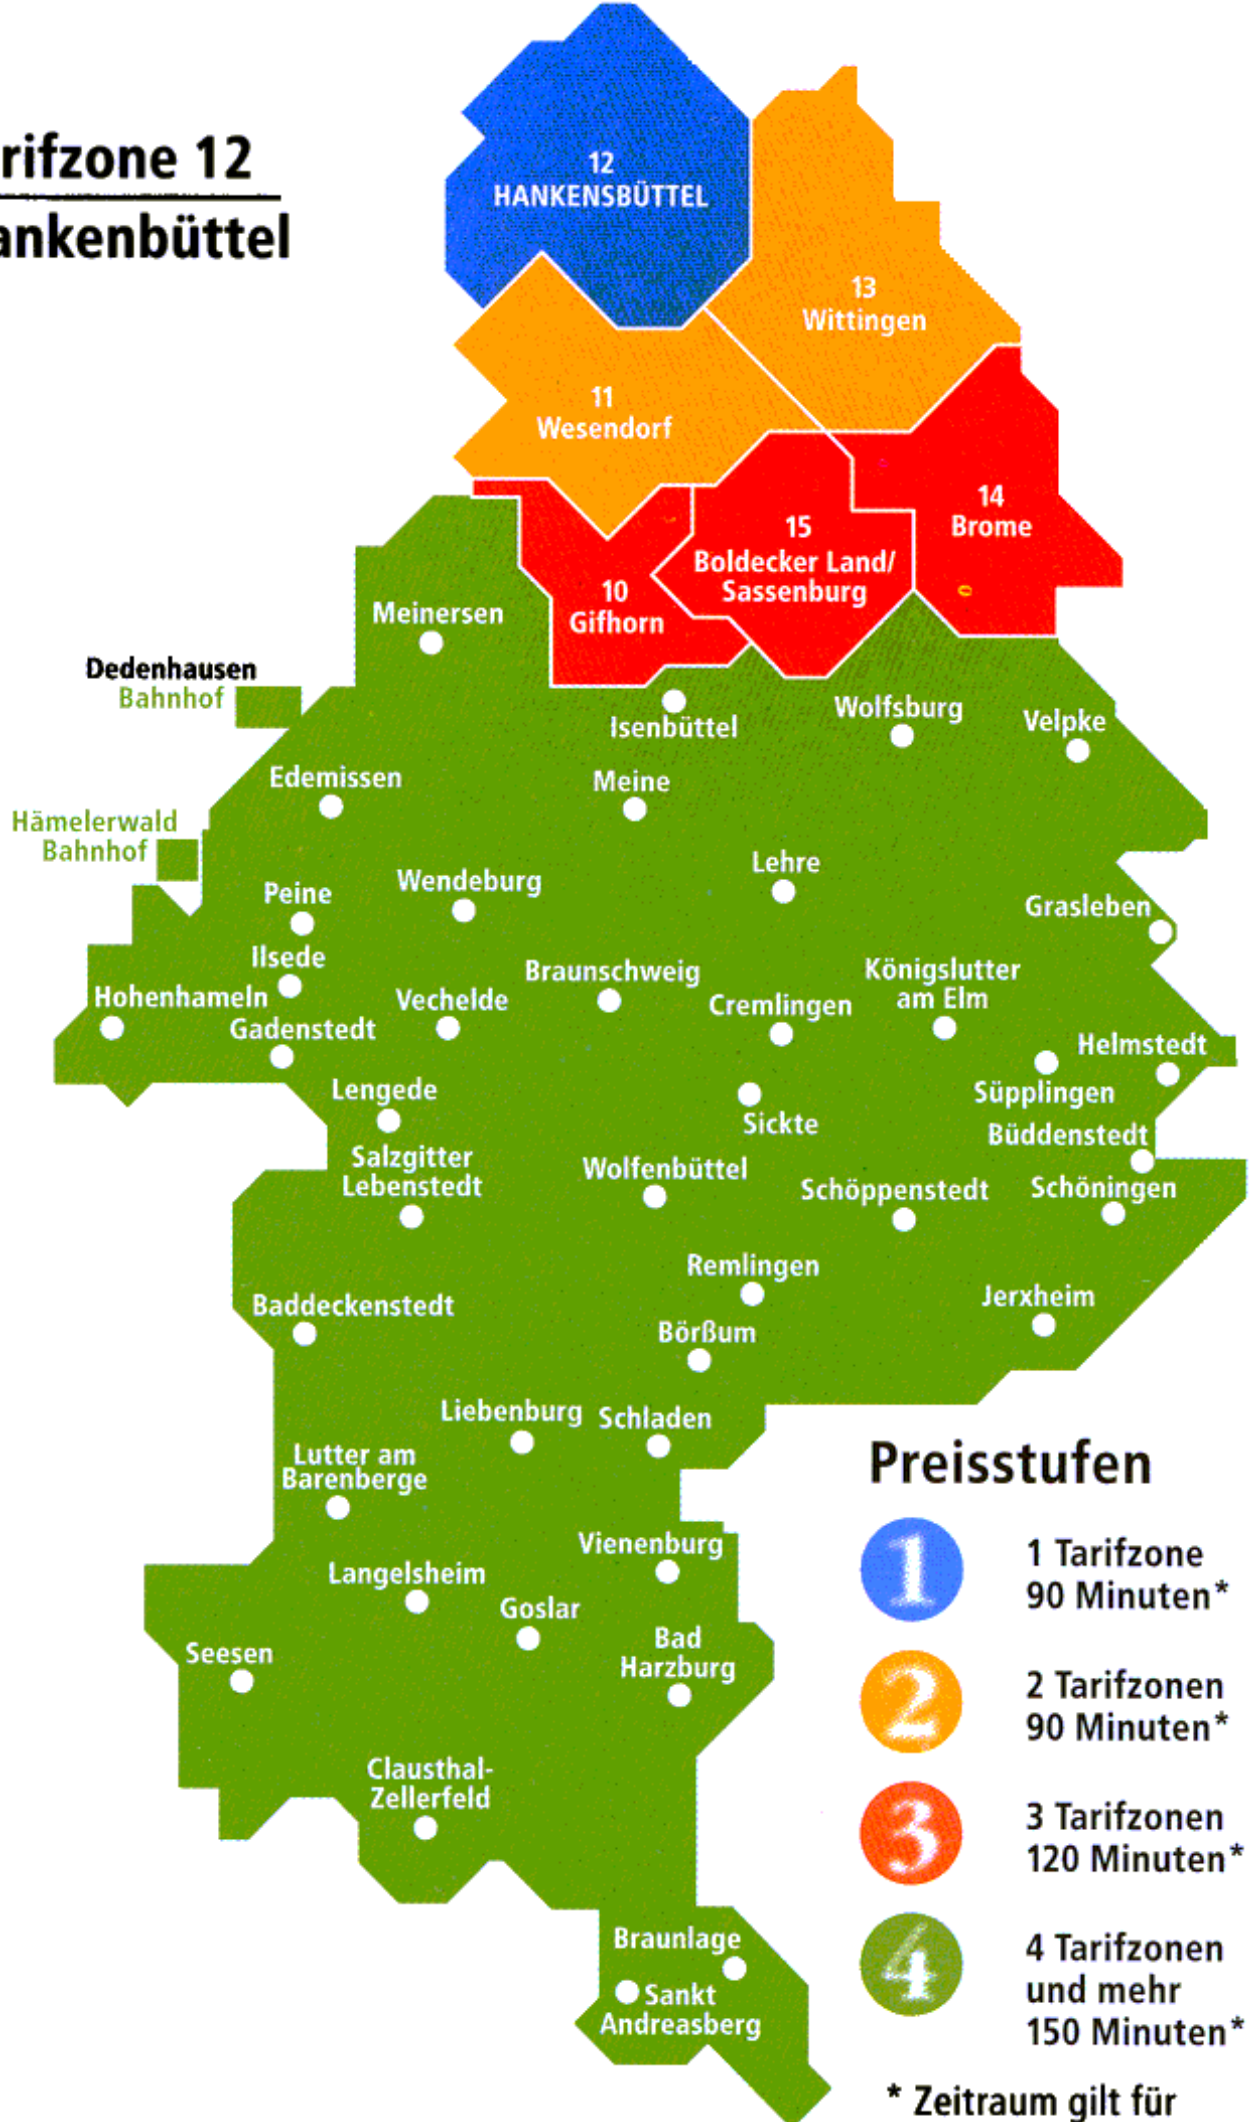 rifzone 12
ankenbüttel
12
HANKENSBÜTTEL
13
Wittingen
11
Wesendorf
14
Brome
15
Boldecker Land/
Sassenburg
10
Gifhorn
Meinersen
Dedenhausen
Bahnhof
Isenbüttel
Wolfsburg
Velpke
Edemissen
Meine
Hämelerwald
Bahnhof
Lehre
Wendeburg
Peine
Grasleben
Ilsede
Braunschweig
Königslutter
am Elm
Hohenhameln
Vechelde
Cremlingen
Gadenstedt
Helmstedt
Lengede
Süpplingen
Sickte
Büddenstedt
Salzgitter
Lebenstedt
Wolfenbüttel
Schöppenstedt
Schöningen
Remlingen
Jerxheim
Baddeckenstedt
Börßum
Liebenburg
Schladen
Lutter am
Barenberge
Vienenburg
Langelsheim
Goslar
Bad
Harzburg
Seesen
Clausthal-
Zellerfeld
Braunlage
Sankt
Andreasberg
Preisstufen
1
1 Tarifzone
90 Minuten*
2
2 Tarifzonen
90 Minuten*
3
3 Tarifzonen
120 Minuten*
4
4 Tarifzonen
und mehr
150 Minuten*
* Zeitraum gilt für